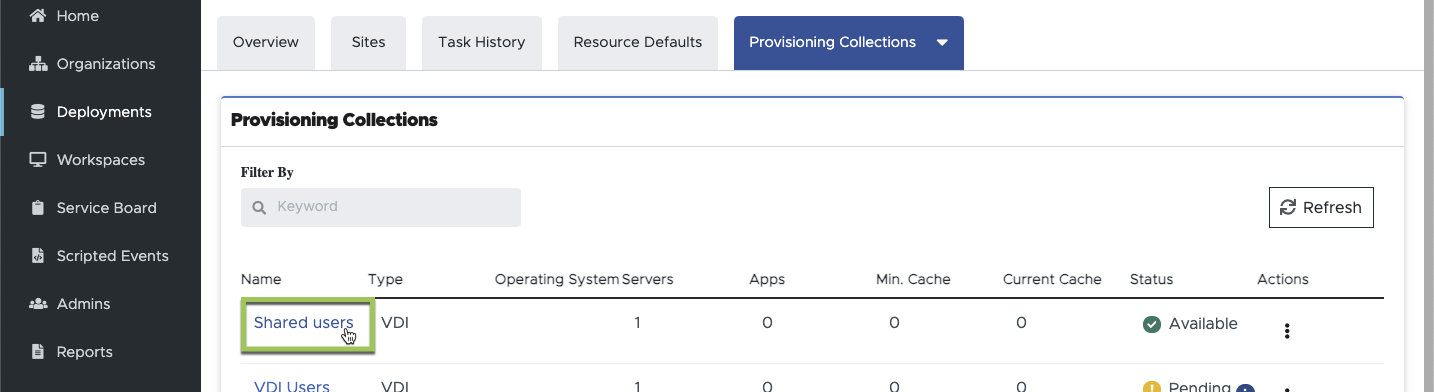 Home
Organizations
Deployments
Workspaces
Service Board
Scripted Events
Admins
Reports
Overview Sites Task History Resource Defaults Provisioning Collections
Provisioning Collections
Filter By
Keyword
Refresh
Name Type Operating System Servers Apps Min. Cache Current Cache Status Actions
Shared users VDI 1 0 0 0 Available
VDI Users VDI 1 0 0 0 Pending